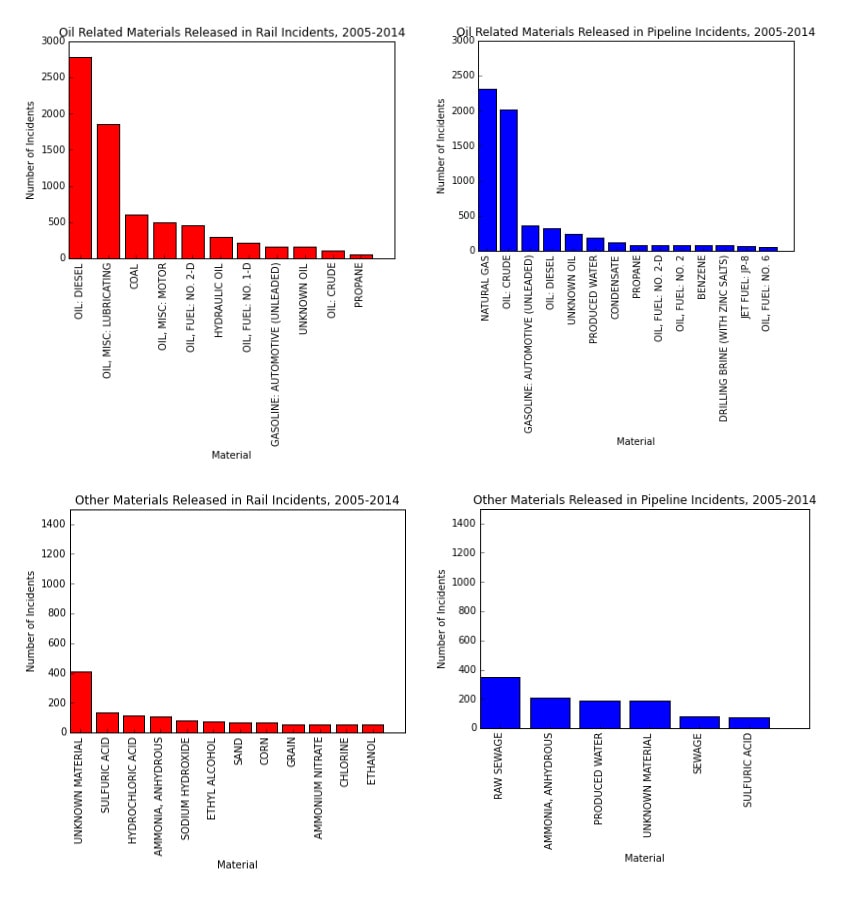 Oil Related Materials Released in Rail Incidents, 2005-2014
3000
2500
2000
1500
1000
500
0
Number of Incidents
OIL: DIESEL
OIL, MISC: LUBRICATING
COAL
OIL, MISC: MOTOR
OIL, FUEL: NO. 2-D
HYDRAULIC OIL
OIL, FUEL: NO. 1-D
GASOLINE: AUTOMOTIVE (UNLEADED)
UNKNOWN OIL
OIL: CRUDE
PROPANE
Material
Oil Related Materials Released in Pipeline Incidents, 2005-2014
3000
2500
2000
1500
1000
500
0
Number of Incidents
NATURAL GAS
OIL: CRUDE
GASOLINE: AUTOMOTIVE (UNLEADED)
OIL: DIESEL
UNKNOWN OIL
PRODUCED WATER
CONDENSATE
PROPANE
OIL, FUEL: NO. 2-D
OIL, FUEL: NO. 2
BENZENE
DRILLING BRINE (WITH ZINC SALTS)
JET FUEL: JP-8
OIL, FUEL: NO. 6
Material
Other Materials Released in Rail Incidents, 2005-2014
1400
1200
1000
800
600
400
200
0
Number of Incidents
UNKNOWN MATERIAL
SULFURIC ACID
HYDROCHLORIC ACID
AMMONIA, ANHYDROUS
SODIUM HYDROXIDE
ETHYL ALCOHOL
SAND
CORN
GRAIN
AMMONIUM NITRATE
CHLORINE
ETHANOL
Material
Other Materials Released in Pipeline Incidents, 2005-2014
1400
1200
1000
800
600
400
200
0
Number of Incidents
RAW SEWAGE
AMMONIA, ANHYDROUS
PRODUCED WATER
UNKNOWN MATERIAL
SEWAGE
SULFURIC ACID
Material